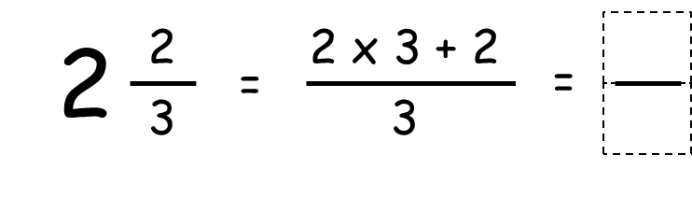 2 2/3 = (2 x 3 + 2)/3 =